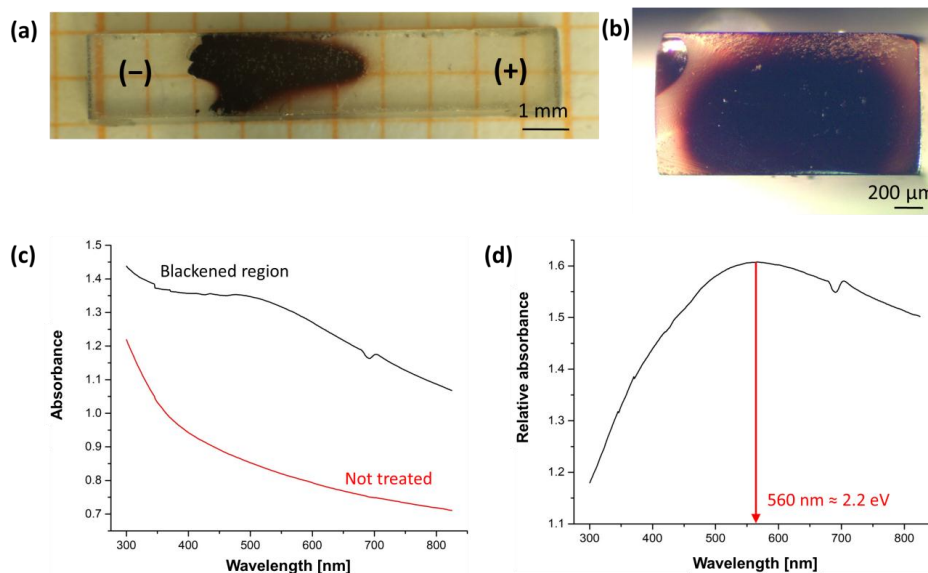 (a)
(−)
(+)
1 mm
(b)
200 µm
(c)
1.5
1.4
1.3
1.2
1.1
1.0
0.9
0.8
0.7
Absorbance
Blackened region
Not treated
300 400 500 600 700 800
Wavelength [nm]
(d)
1.6
1.5
1.4
1.3
1.2
1.1
Relative absorbance
560 nm ≈ 2.2 eV
300 400 500 600 700 800
Wavelength [nm]